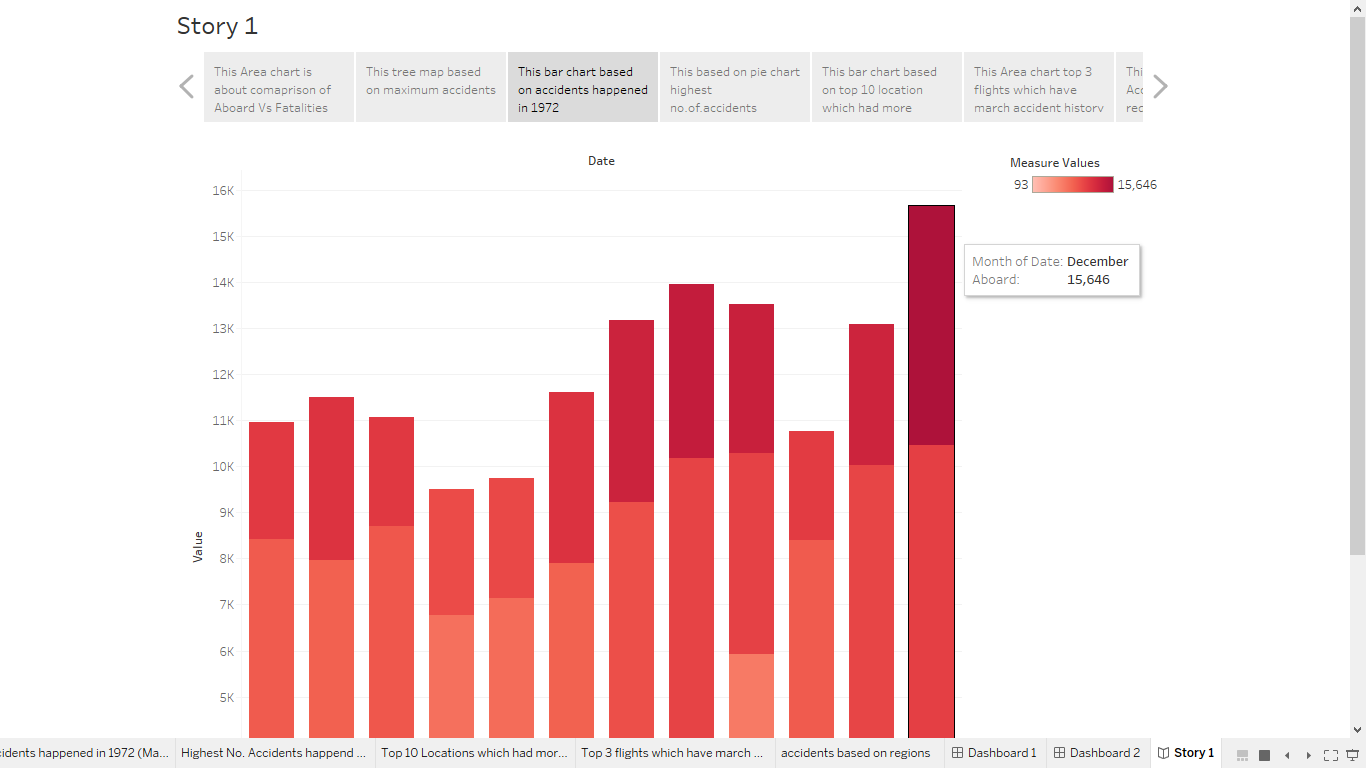 Story 1
This Area chart is
about comaprison of
Aboard Vs Fatalities
This tree map based
on maximum accidents
This bar chart based
on accidents happened
in 1972
This based on pie chart
highest
no.of.accidents
This bar chart based
on top 10 location
which had more
This Area chart top 3
flights which have
march accident history
Thi
Acc
rec
Date
Measure Values
93
15,646
16K
15K
14K
13K
12K
11K
10K
9K
8K
7K
6K
5K
Value
Month of Date: December
Aboard: 15,646
cidents happened in 1972 (Ma...
Highest No. Accidents happend ...
Top 10 Locations which had mor...
Top 3 flights which have march ...
accidents based on regions
Dashboard 1
Dashboard 2
Story 1